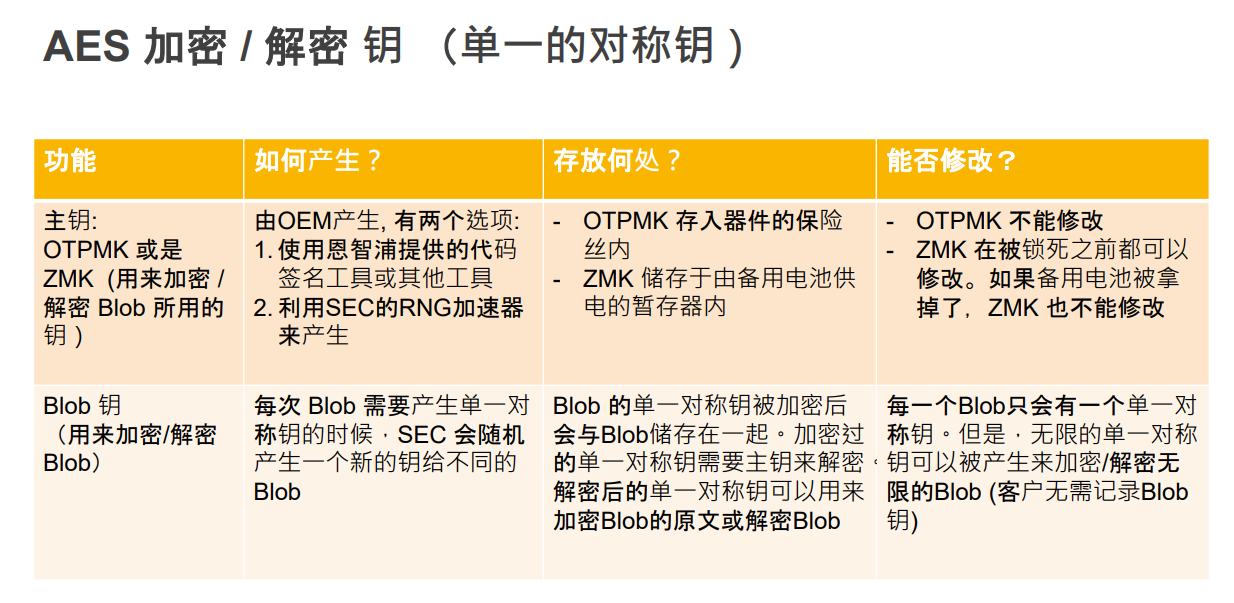 AES 加密 / 解密 钥 （单一的对称钥 ）
功能
如何产生？
存放何处？
能否修改？
主钥:
OTPMK 或是
ZMK (用来加密 /
解密 Blob 所用的
钥 )
由OEM产生, 有两个选项:
1. 使用恩智浦提供的代码
签名工具或其他工具
2. 利用SEC的RNG加速器
来产生
- OTPMK 存入器件的保险
丝内
- ZMK 储存于由备用电池供
电的暂存器内
- OTPMK 不能修改
- ZMK 在被锁死之前都可以
修改。如果备用电池被拿
掉了，ZMK 也不能修改
Blob 钥
（用来加密/解密
Blob）
每次 Blob 需要产生单一对
称钥的时候，SEC 会随机
产生一个新的钥给不同的
Blob
Blob 的单一对称钥被加密后
会与Blob储存在一起。加密过
的单一对称钥需要主钥来解密。
解密后的单一对称钥可以用来
加密Blob的原文或解密Blob
每一个Blob只会有一个单一对
称钥。但是，无限的单一对称
钥可以被产生来加密/解密无
限的Blob (客户无需记录Blob
钥)